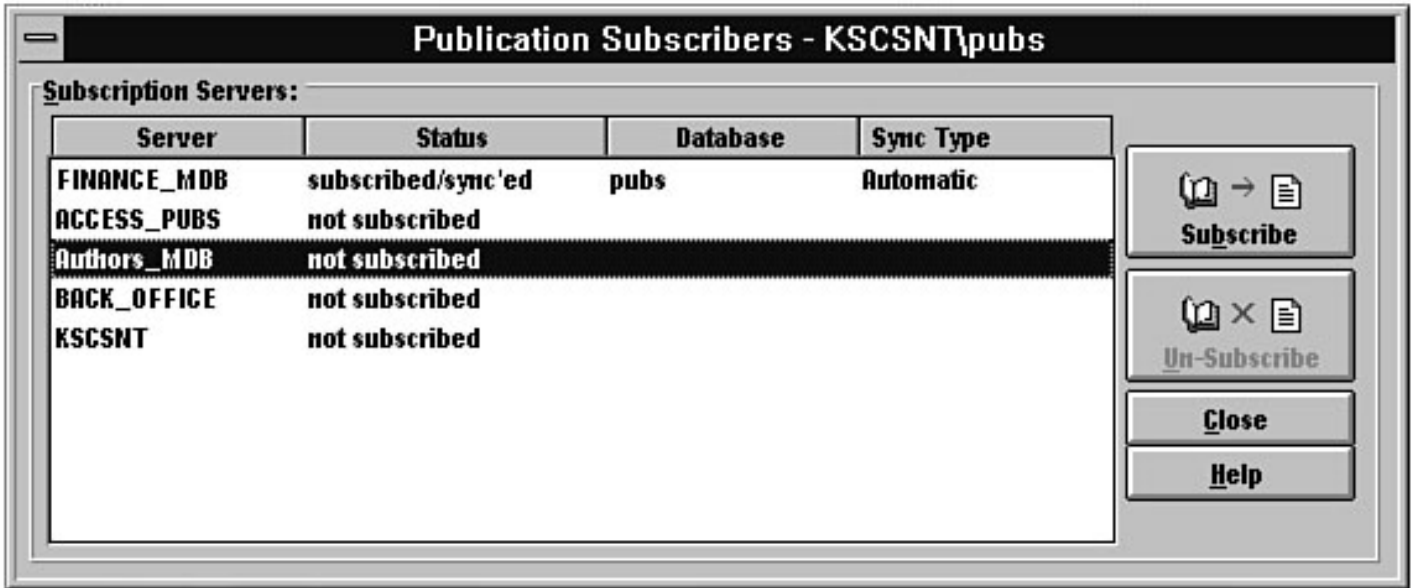 Publication Subscribers - KSCSNT\pubs
Subscription Servers:
Server Status Database Sync Type
FINANCE_MDB subscribed/sync'ed pubs Automatic
ACCESS_PUBS not subscribed
Authors_MDB not subscribed
BACK_OFFICE not subscribed
KSCSNT not subscribed
Subscribe
Un-Subscribe
Close
Help